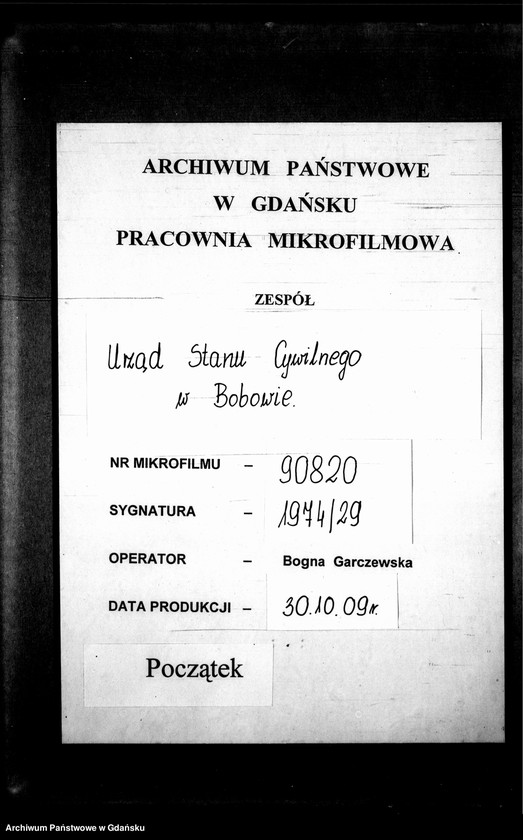 ARCHIWUM PAŃSTWOWE
W GDAŃSKU
PRACOWNIA MIKROFILMOWA
ZESPÓŁ
Urząd Stanu Cywilnego
w Bobowie.
NR MIKROFILMU – 90820
SYGNATURA – 1974/29
OPERATOR – Bogna Garczewska
DATA PRODUKCJI – 30.10.09r.
Początek
Archiwum Państwowe w Gdańsku